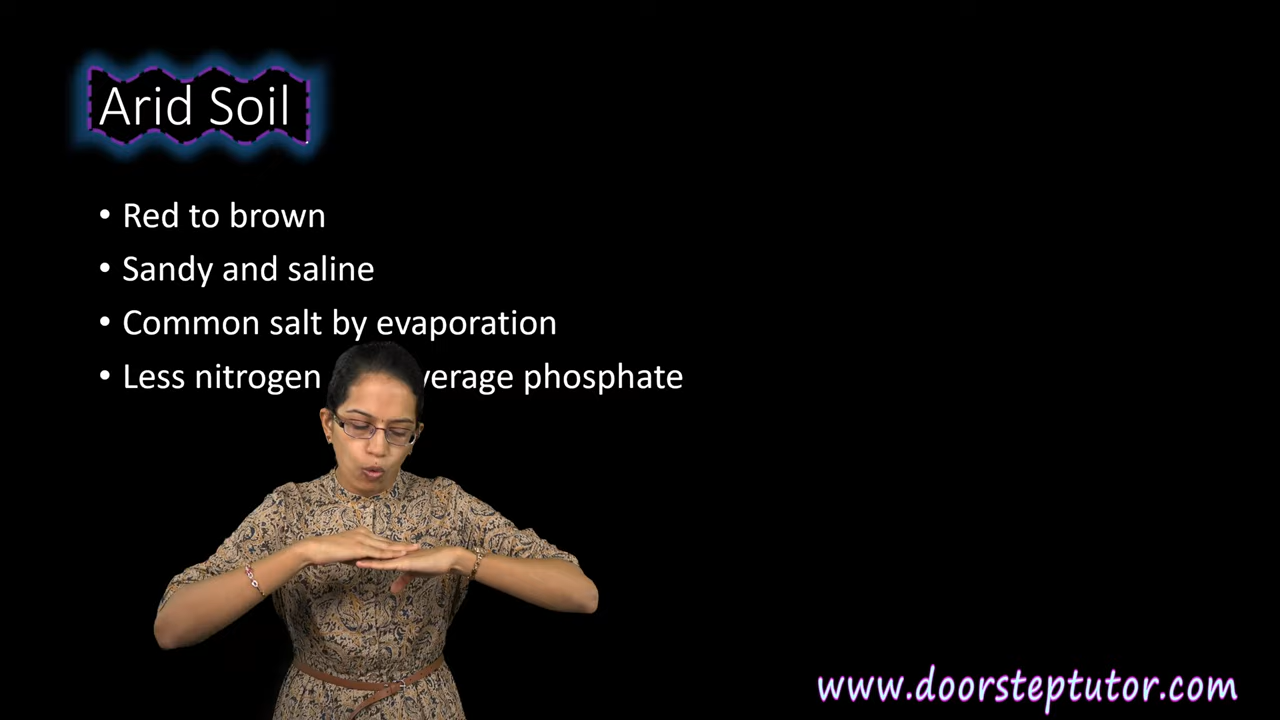 Arid Soil
• Red to brown
• Sandy and saline
• Common salt by evaporation
• Less nitrogen verage phosphate
www.doorsteptutor.com